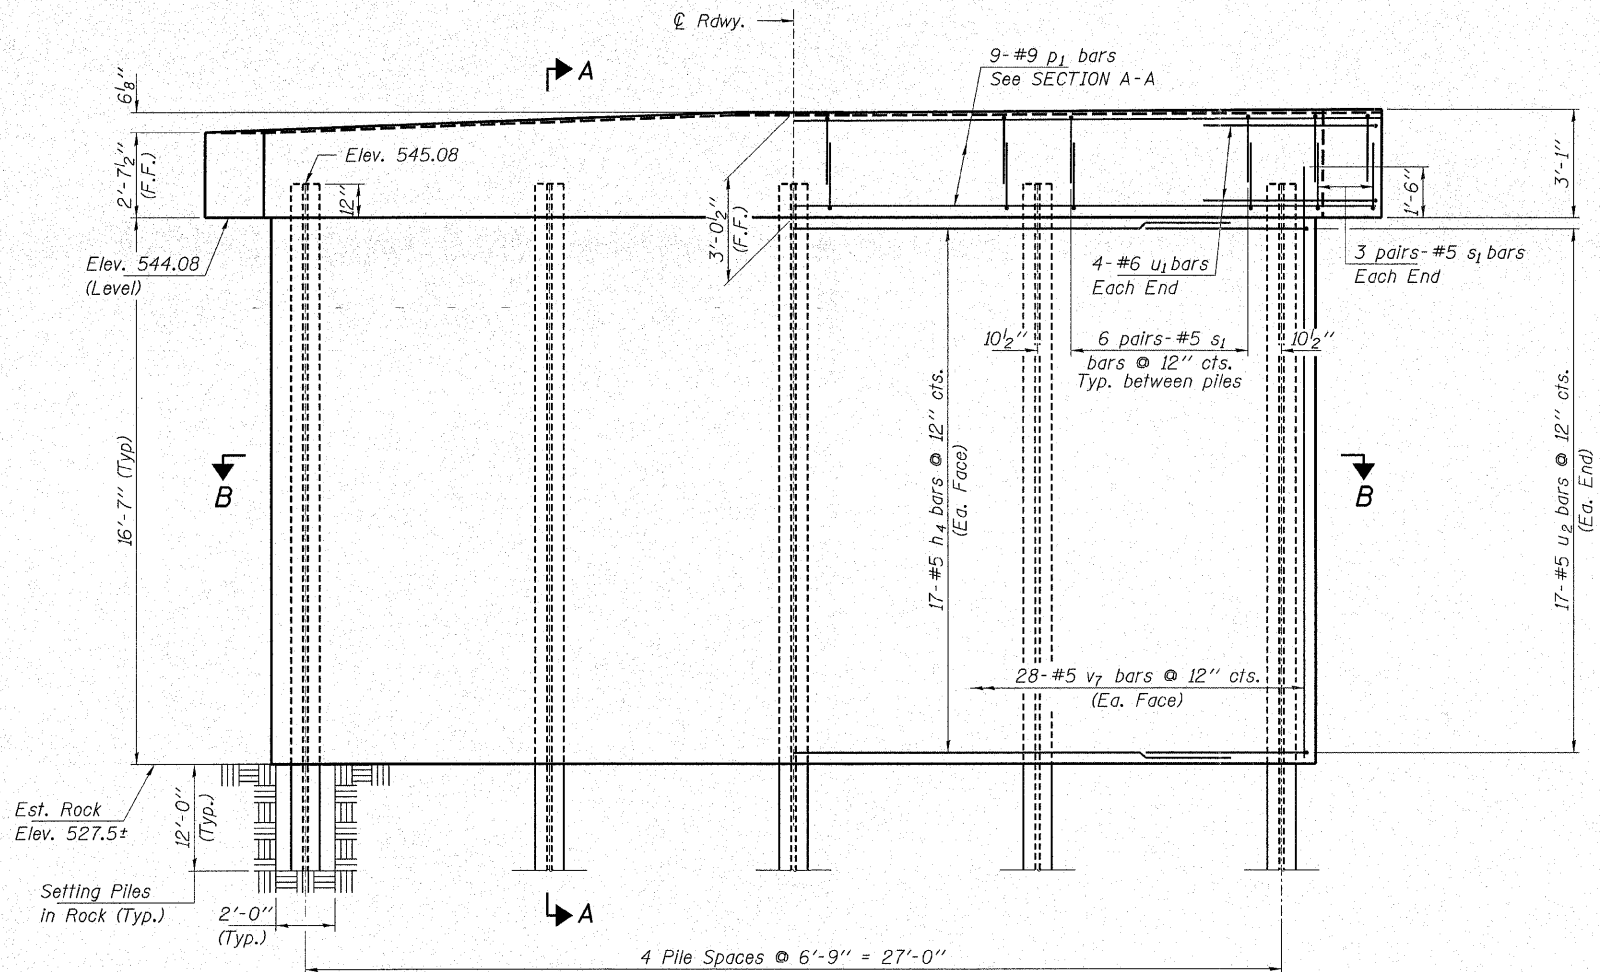 ℄ Rdwy.
A
9-#9 p1 bars
See SECTION A-A
6⅛"
2'-7½"
(F.F.)
Elev. 545.08
12"
3'-0½"
(F.F.)
3'-1"
1'-6"
Elev. 544.08
(Level)
4-#6 u1 bars
Each End
3 pairs-#5 s1 bars
Each End
10½"
6 pairs-#5 s1
bars @ 12" cts.
Typ. between piles
10½"
16'-7" (Typ)
B
17-#5 h4 bars @ 12" cts.
(Ea. Face)
B
17-#5 u2 bars @ 12" cts.
(Ea. End)
28-#5 v7 bars @ 12" cts.
(Ea. Face)
Est. Rock
Elev. 527.5±
12'-0"
(Typ.)
Setting Piles
in Rock (Typ.)
2'-0"
(Typ.)
A
4 Pile Spaces @ 6'-9" = 27'-0"